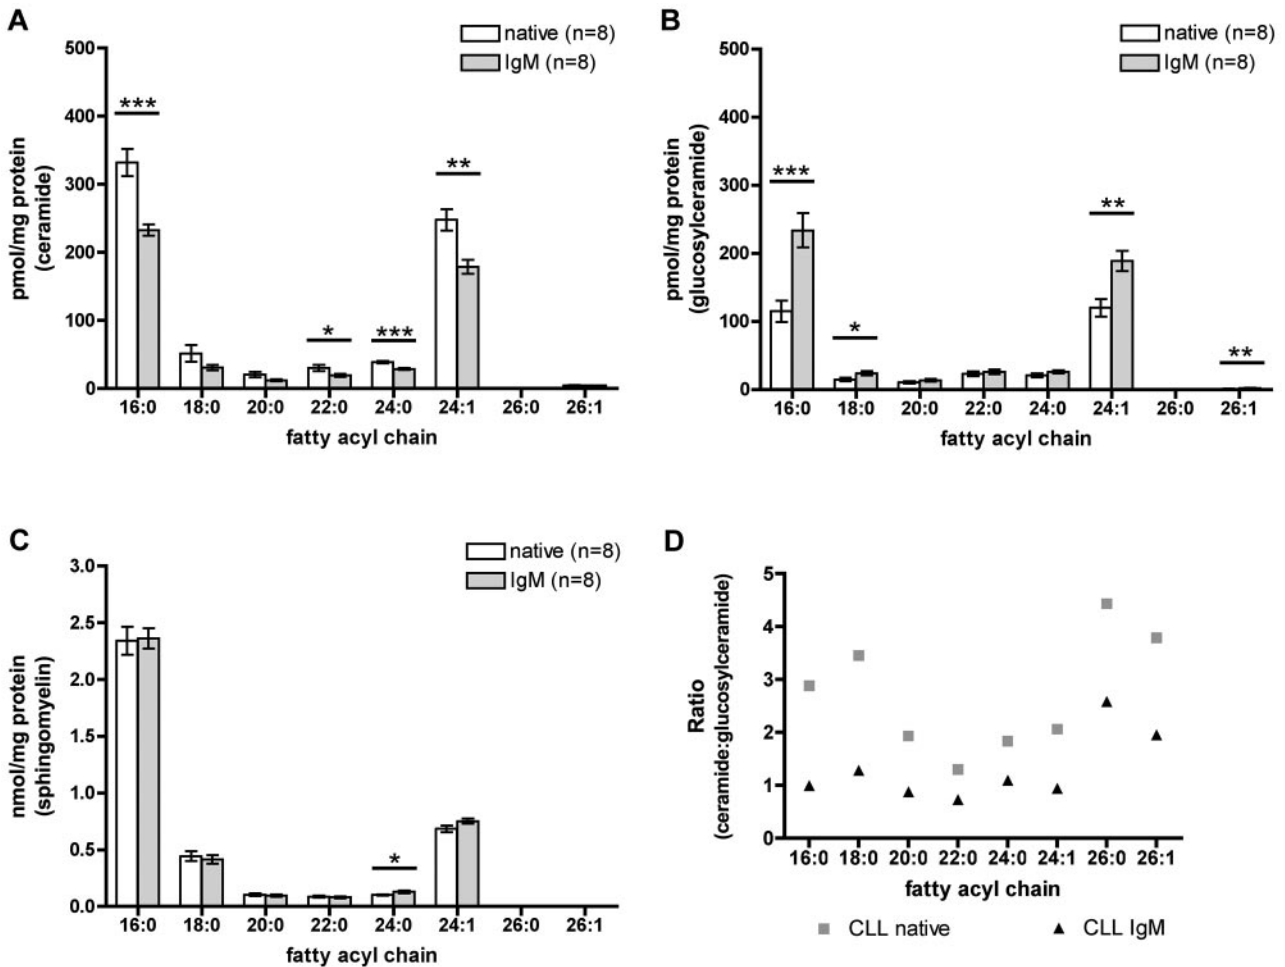 A
native (n=8)
IgM (n=8)
500
400
300
200
100
0
pmol/mg protein
(ceramide)
***
*
***
**
16:0 18:0 20:0 22:0 24:0 24:1 26:0 26:1
fatty acyl chain
B
native (n=8)
IgM (n=8)
500
400
300
200
100
0
pmol/mg protein
(glucosylceramide)
***
*
**
**
16:0 18:0 20:0 22:0 24:0 24:1 26:0 26:1
fatty acyl chain
C
native (n=8)
IgM (n=8)
3.0
2.5
2.0
1.5
1.0
0.5
0.0
nmol/mg protein
(sphingomyelin)
*
16:0 18:0 20:0 22:0 24:0 24:1 26:0 26:1
fatty acyl chain
D
5
4
3
2
1
0
Ratio
(ceramide:glucosylceramide)
16:0 18:0 20:0 22:0 24:0 24:1 26:0 26:1
fatty acyl chain
CLL native
CLL IgM